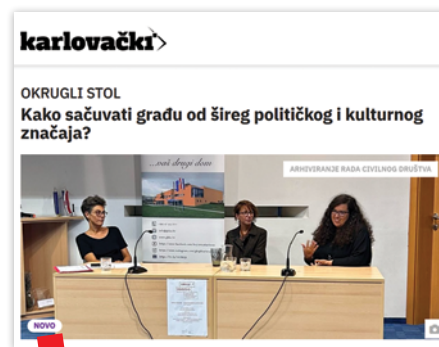 karlovački
OKRUGLI STOL
Kako sačuvati građu od šireg političkog i kulturnog
značaja?
...vaš drugi dom
ARHIVIRANJE RADA CIVILNOG DRUŠTVA
NOVO